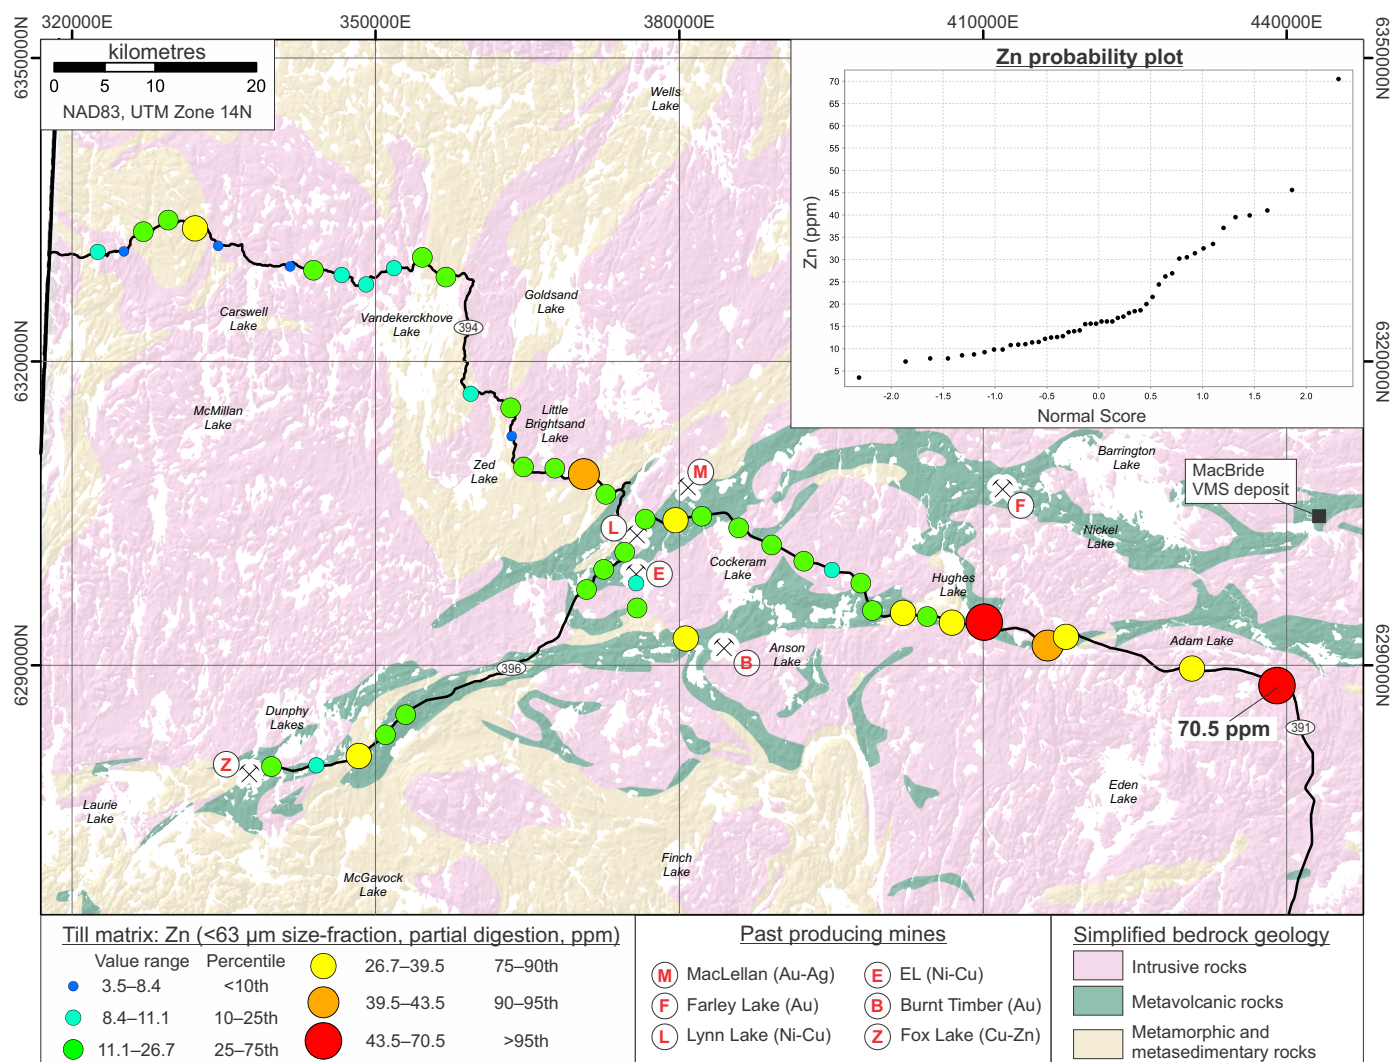 320000E
350000E
380000E
410000E
440000E
6350000N
6320000N
6290000N
6350000N
6320000N
6290000N
kilometres
0 5 10 20
NAD83, UTM Zone 14N
Zn probability plot
Zn (ppm)
70
65
60
55
50
45
40
35
30
25
20
15
10
5
-2.0 -1.5 -1.0 -0.5 0.0 0.5 1.0 1.5 2.0
Normal Score
Wells
Lake
Carswell
Lake
Vandekerckhove
Lake
Goldsand
Lake
394
McMillan
Lake
Little
Brightsand
Lake
Zed
Lake
M
L
E
F
B
Z
Barrington
Lake
MacBride
VMS deposit
Nickel
Lake
Cockeram
Lake
Hughes
Lake
Anson
Lake
Adam Lake
396
Dunphy
Lakes
70.5 ppm
391
Laurie
Lake
Eden
Lake
McGavock
Lake
Finch
Lake
Till matrix: Zn (<63 µm size-fraction, partial digestion, ppm)
Value range Percentile
3.5–8.4 <10th
8.4–11.1 10–25th
11.1–26.7 25–75th
26.7–39.5 75–90th
39.5–43.5 90–95th
43.5–70.5 >95th
Past producing mines
M MacLellan (Au-Ag)
F Farley Lake (Au)
L Lynn Lake (Ni-Cu)
E EL (Ni-Cu)
B Burnt Timber (Au)
Z Fox Lake (Cu-Zn)
Simplified bedrock geology
Intrusive rocks
Metavolcanic rocks
Metamorphic and
metasedimentary rocks